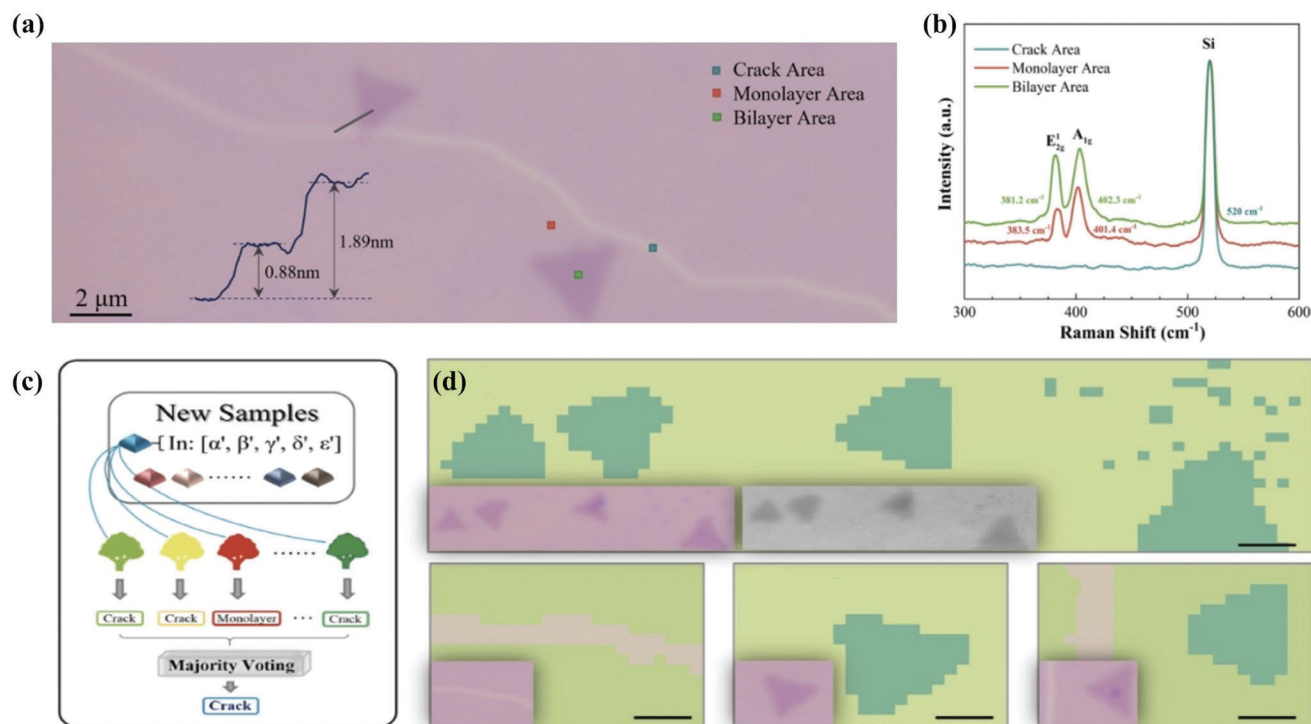 (a)
Crack Area
Monolayer Area
Bilayer Area
1.89nm
0.88nm
2 μm
(b)
Crack Area
Monolayer Area
Bilayer Area
Si
E¹₂g
A₁g
381.2 cm⁻¹
402.3 cm⁻¹
383.5 cm⁻¹
401.4 cm⁻¹
520 cm⁻¹
Intensity (a.u.)
300
400
500
600
Raman Shift (cm⁻¹)
(c)
New Samples
In: [α', β', γ', δ', ε']
Crack
Crack
Monolayer
Crack
Majority Voting
Crack
(d)